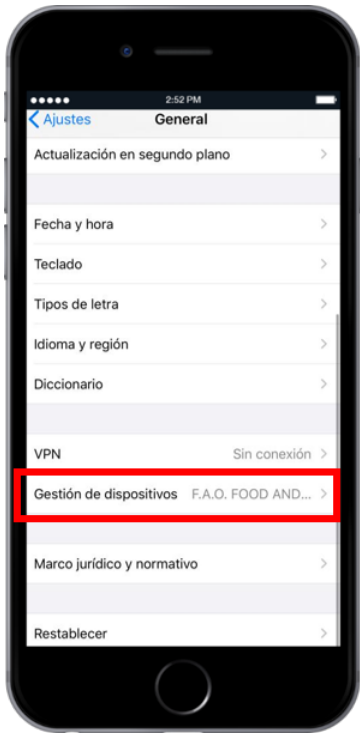 2:52 PM
Ajustes General
Actualización en segundo plano
Fecha y hora
Teclado
Tipos de letra
Idioma y región
Diccionario
VPN Sin conexión
Gestión de dispositivos F.A.O. FOOD AND...
Marco jurídico y normativo
Restablecer